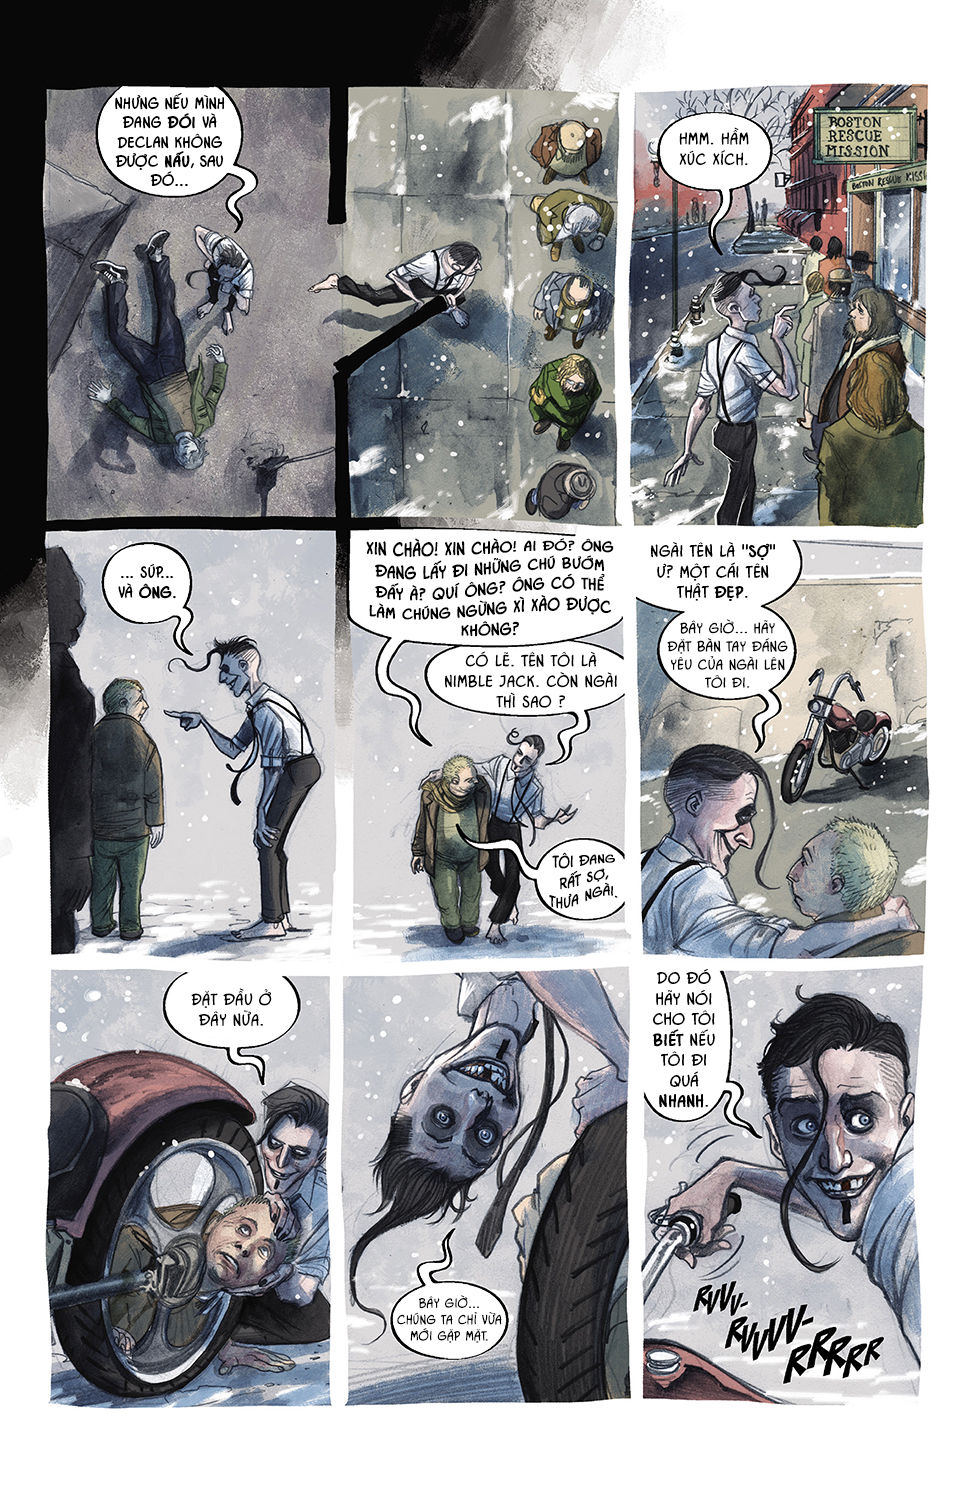 NHƯNG NẾU MÌNH
ĐANG ĐÓI VÀ
DECLAN KHÔNG
ĐƯỢC NẤU, SAU
ĐÓ...
HMM. HẦM
XÚC XÍCH.
BOSTON
RESCUE
MISSION
BOSTON RESCUE MISSI
... SÚP...
VÀ ÔNG.
XIN CHÀO! XIN CHÀO! AI ĐÓ? ÔNG
ĐANG LẤY ĐI NHỮNG CHÚ BƯỚM
ĐẤY À? QUÍ ÔNG? ÔNG CÓ THỂ
LÀM CHÚNG NGỪNG XÌ XÀO ĐƯỢC
KHÔNG?
CÓ LẼ. TÊN TÔI LÀ
NIMBLE JACK. CÒN NGÀI
THÌ SAO ?
TÔI ĐANG
RẤT SỢ,
THƯA NGÀI.
NGÀI TÊN LÀ "SỢ"
Ư? MỘT CÁI TÊN
THẬT ĐẸP.
BÂY GIỜ... HÃY
ĐẶT BÀN TAY ĐÁNG
YÊU CỦA NGÀI LÊN
TÔI ĐI.
ĐẶT ĐẦU Ở
ĐÂY NỮA.
BÂY GIỜ...
CHÚNG TA CHỈ VỪA
MỚI GẶP MẶT.
DO ĐÓ
HÃY NÓI
CHO TÔI
BIẾT NẾU
TÔI ĐI
QUÁ
NHANH.
RVVV-
RVVVV-
RRRRRR